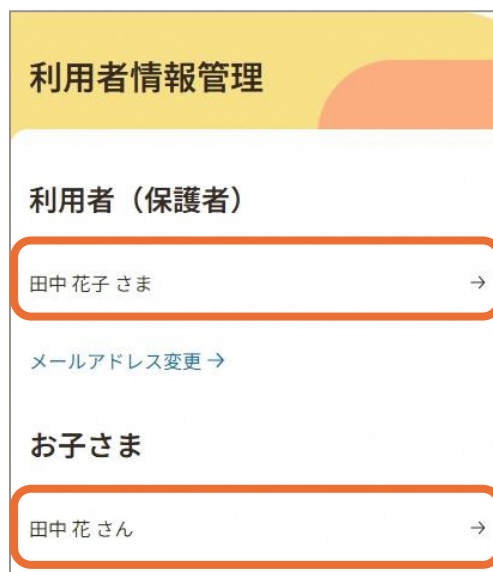 利用者情報管理
利用者（保護者）
田中 花子 さま →
メールアドレス変更 →
お子さま
田中 花 さん →